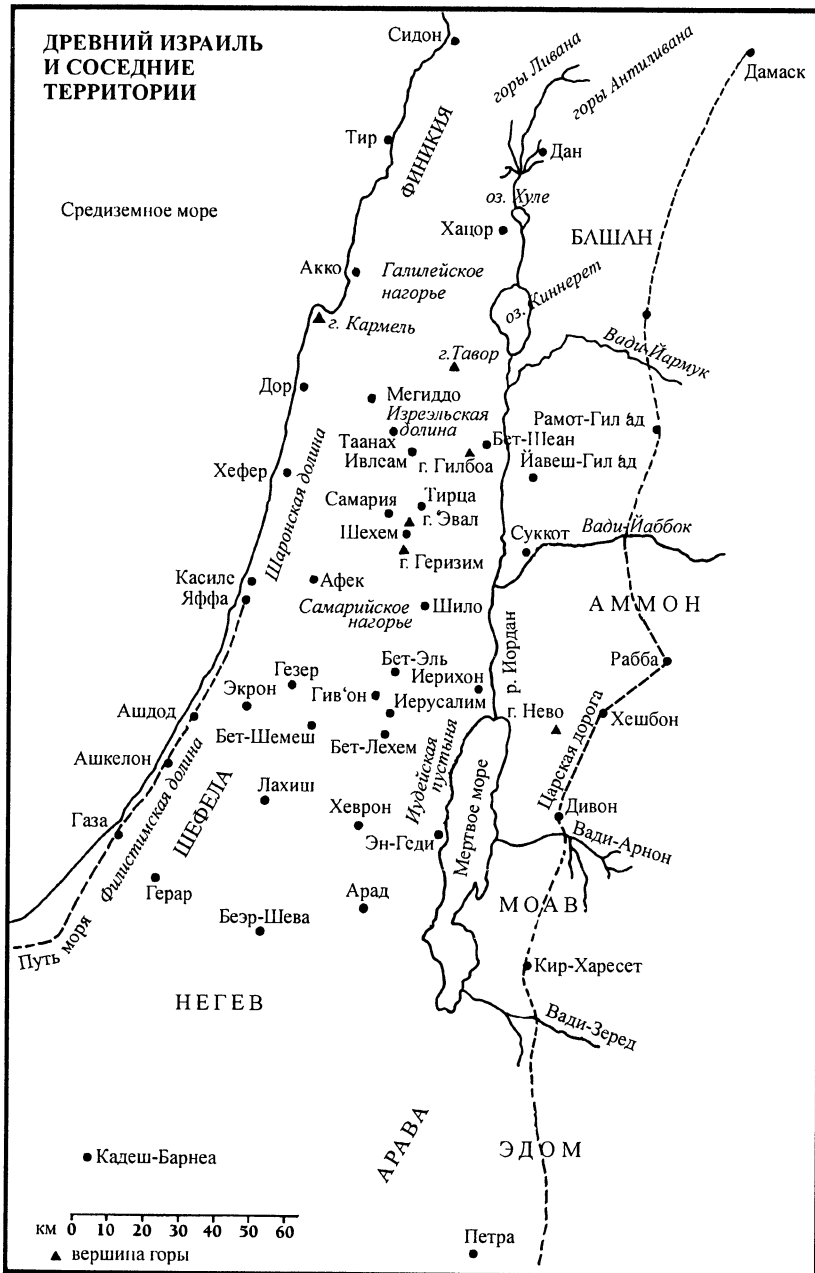 ДРЕВНИЙ ИЗРАИЛЬ
И СОСЕДНИЕ
ТЕРРИТОРИИ
Сидон
горы Ливана
горы Антиливана
Дамаск
Тир
ФИНИКИЯ
Дан
оз. Хуле
Средиземное море
Хацор
БАШАН
Акко
Галилейское
нагорье
оз. Киннерет
г. Кармель
г.Тавор
Вади-Йармук
Дор
Мегиддо
Изреэльская
долина
Рамот-Гил‘ад
Таанах
Бет-Шеан
Ивлеам
г. Гилбоа
Йавеш-Гил‘ад
Хефер
Шаронская долина
Самария
Тирца
г. Эвал
Шехем
Суккот
Вади-Йаббок
г. Геризим
Касиле
Яффа
Афек
Самарийское
нагорье
Шило
АММОН
р. Иордан
Бет-Эль
Рабба
Гезер
Иерихон
Экрон
Гив‘он
Иерусалим
г. Нево
Хешбон
Ашдод
Бет-Шемеш
Бет-Лехем
Царская дорога
Ашкелон
Филистимская долина
ШЕФЕЛА
Иудейская
пустыня
Лахиш
Мертвое море
Дивон
Газа
Хеврон
Эн-Геди
Вади-Арнон
Герар
Арад
МОАВ
Беэр-Шева
Путь моря
Кир-Харесет
НЕГЕВ
Вади-Зеред
АРАВА
ЭДОМ
Кадеш-Барнеа
км 0 10 20 30 40 50 60
вершина горы
Петра